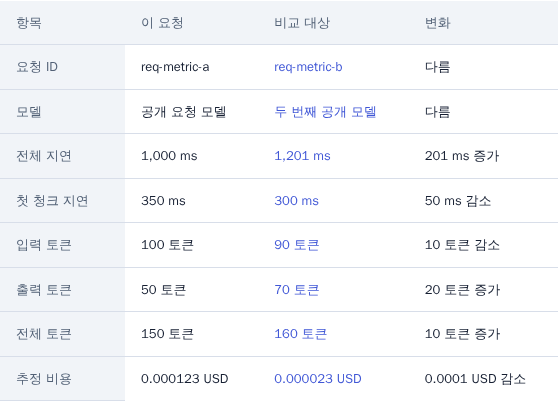 항목 이 요청 비교 대상 변화
요청 ID req-metric-a req-metric-b 다름
모델 공개 요청 모델 두 번째 공개 모델 다름
전체 지연 1,000 ms 1,201 ms 201 ms 증가
첫 청크 지연 350 ms 300 ms 50 ms 감소
입력 토큰 100 토큰 90 토큰 10 토큰 감소
출력 토큰 50 토큰 70 토큰 20 토큰 증가
전체 토큰 150 토큰 160 토큰 10 토큰 증가
추정 비용 0.000123 USD 0.000023 USD 0.0001 USD 감소